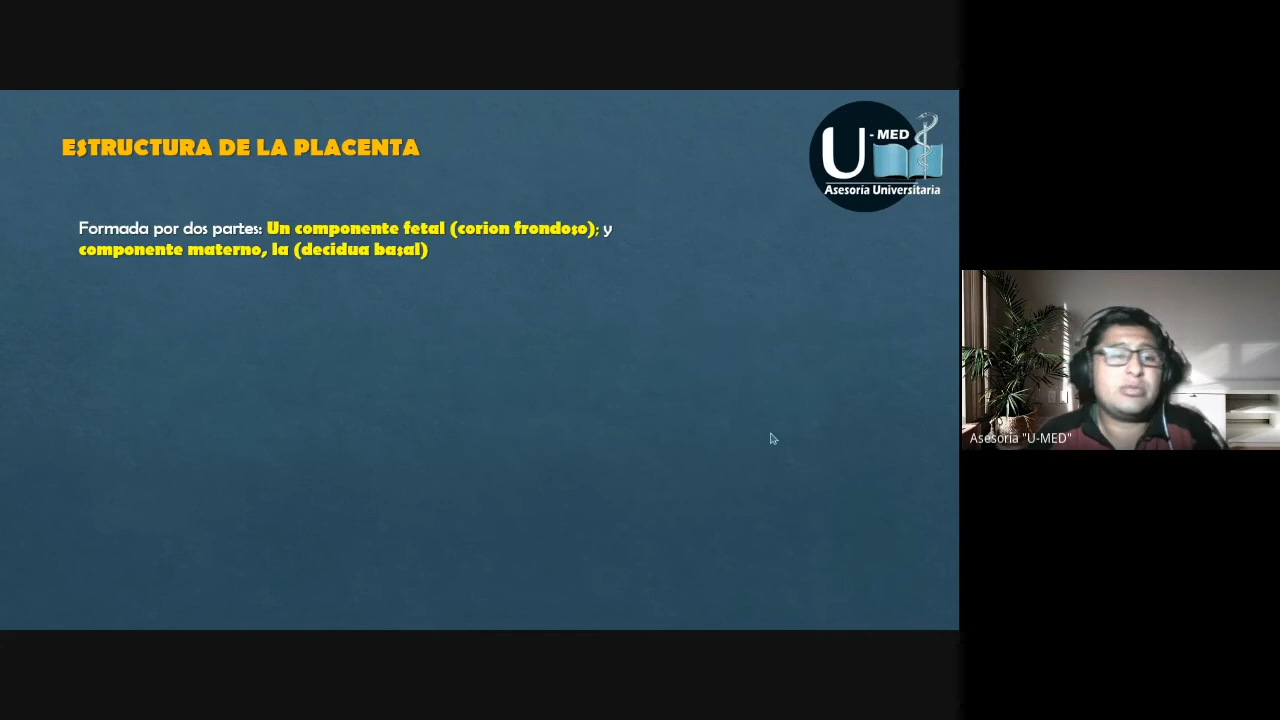 ESTRUCTURA DE LA PLACENTA
U - MED
Asesoría Universitaria
Formada por dos partes: Un componente fetal (corion frondoso); y
componente materno, la (decidua basal)
Asesoria "U-MED"